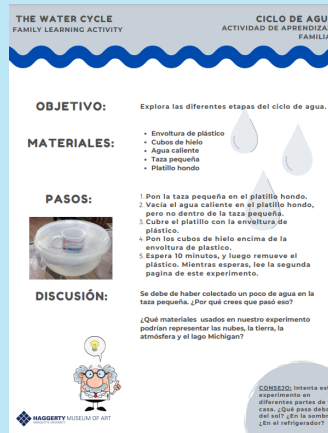 THE WATER CYCLE
FAMILY LEARNING ACTIVITY
CICLO DE AGU
ACTIVIDAD DE APRENDIZA
FAMILIA
OBJETIVO:
Explora las diferentes etapas del ciclo de agua.
MATERIALES:
• Envoltura de plástico
• Cubos de hielo
• Agua caliente
• Taza pequeña
• Platillo hondo
PASOS:
1. Pon la taza pequeña en el platillo hondo.
2. Vacía el agua caliente en el platillo hondo,
pero no dentro de la taza pequeña.
3. Cubre el platillo con la envoltura de
plástico.
4. Pon los cubos de hielo encima de la
envoltura de plastico.
5. Espera 10 minutos, y luego remueve el
plástico. Mientras esperas, lee la segunda
pagina de este experimento.
DISCUSIÓN:
Se debe de haber colectado un poco de agua en la
taza pequeña. ¿Por qué crees que pasó eso?
¿Qué materiales usados en nuestro experimento
podrían representar las nubes, la tierra, la
atmósfera y el lago Michigan?
CONSEJO: Intenta est
experimento en
diferentes partes de
casa. ¿Qué pasa deba
del sol? ¿En la sombr
¿En el refrigerador?
HAGGERTY MUSEUM OF ART
MARQUETTE UNIVERSITY